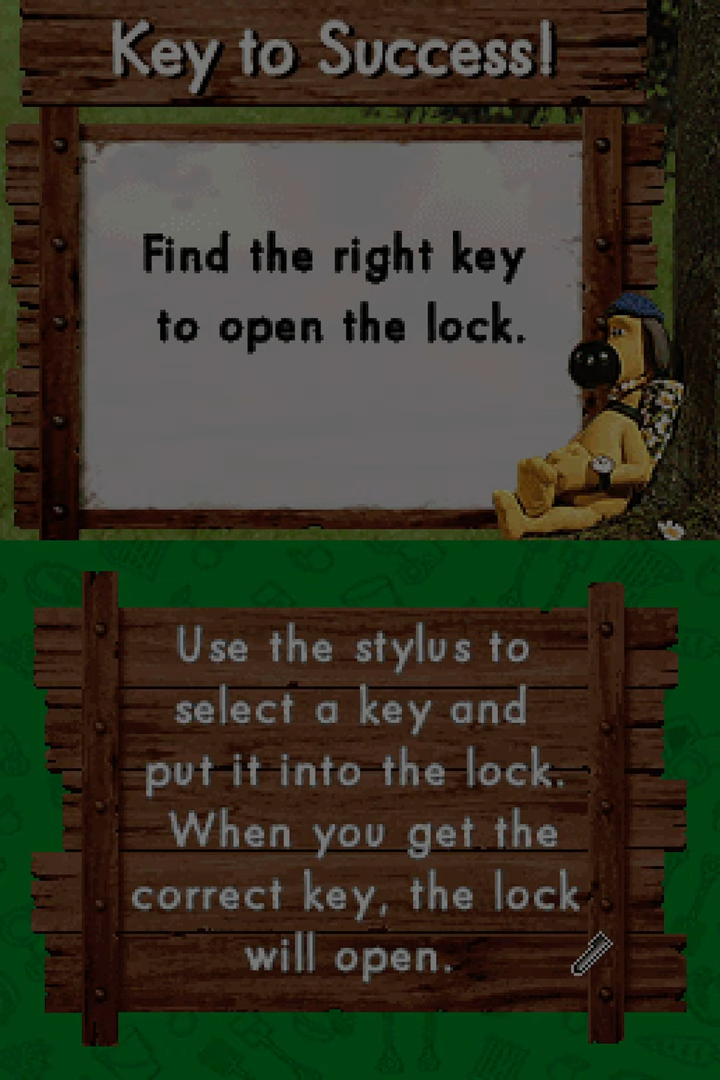 Key to Success!
Find the right key
to open the lock.
Use the stylus to
select a key and
put it into the lock.
When you get the
correct key, the lock
will open.